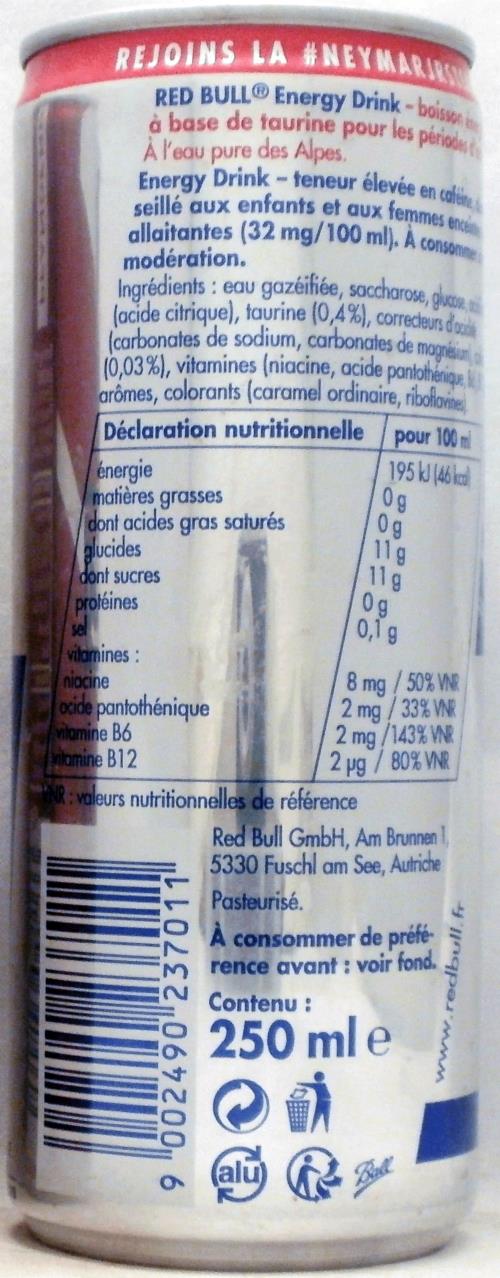 REJOINS LA #NEYMARJRS
RED BULL® Energy Drink – boisson
à base de taurine pour les périodes
À l'eau pure des Alpes.
Energy Drink – teneur élevée en caféine,
seillé aux enfants et aux femmes
allaitantes (32 mg/100 ml). À consommer
modération.
Ingrédients : eau gazéifiée, saccharose, glucose,
(acide citrique), taurine (0,4%), correcteurs d'acidité
(carbonates de sodium, carbonates de magnésium),
(0,03%), vitamines (niacine, acide pantothénique,
arômes, colorants (caramel ordinaire, riboflavines)
Déclaration nutritionnelle pour 100 ml
énergie 195 kJ (46 kcal)
matières grasses 0 g
dont acides gras saturés 0 g
glucides 11 g
dont sucres 11 g
protéines 0 g
sel 0,1 g
vitamines :
niacine 8 mg / 50% VNR
acide pantothénique 2 mg / 33% VNR
vitamine B6 2 mg /143% VNR
vitamine B12 2 µg / 80% VNR
VNR : valeurs nutritionnelles de référence
Red Bull GmbH, Am Brunnen 1,
5330 Fuschl am See, Autriche
Pasteurisé.
À consommer de préfé-
rence avant : voir fond.
Contenu :
250 ml e
www.redbull.fr
9 002490 237011
alu
Ball